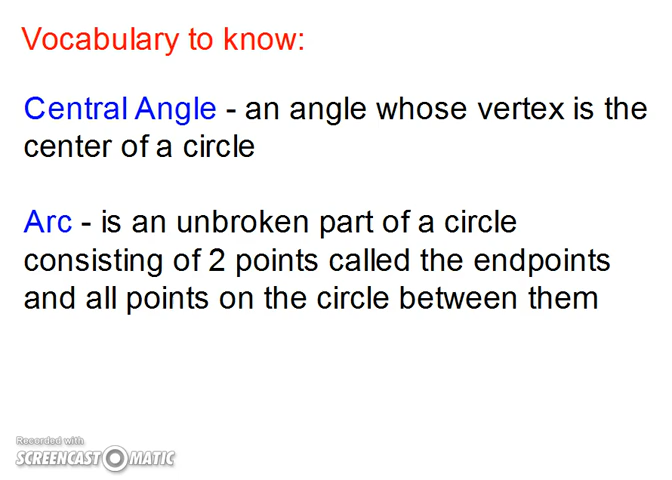 Vocabulary to know:
Central Angle - an angle whose vertex is the
center of a circle
Arc - is an unbroken part of a circle
consisting of 2 points called the endpoints
and all points on the circle between them
Recorded with
SCREENCAST-O-MATIC